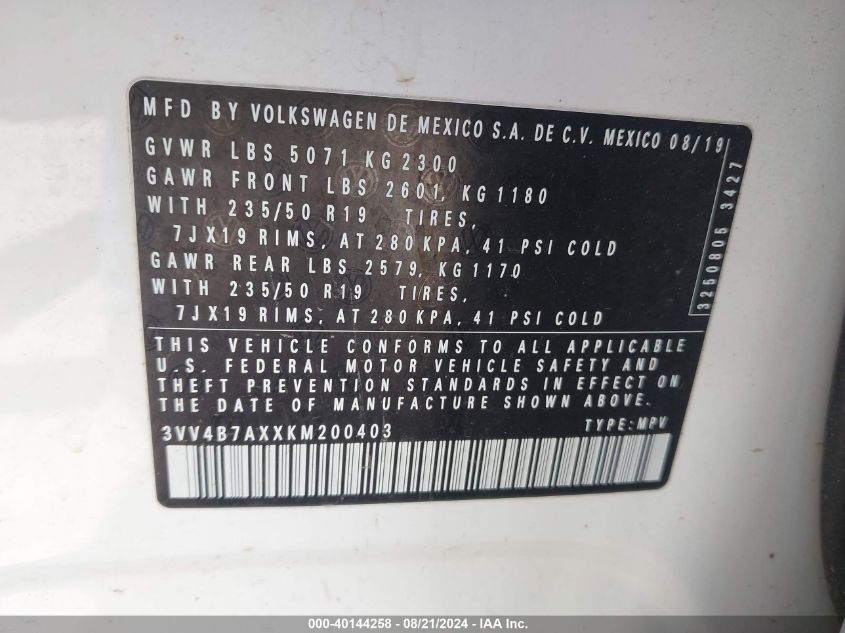 MFD BY VOLKSWAGEN DE MEXICO S.A. DE C.V. MEXICO 08/19
GVWR LBS 5071 KG 2300
GAWR FRONT LBS 2601, KG 1180
WITH 235/50 R19 TIRES,
7JX19 RIMS, AT 280 KPA, 41 PSI COLD
GAWR REAR LBS 2579, KG 1170
WITH 235/50 R19 TIRES,
7JX19 RIMS, AT 280 KPA, 41 PSI COLD
3250806 3427
THIS VEHICLE CONFORMS TO ALL APPLICABLE
U.S. FEDERAL MOTOR VEHICLE SAFETY AND
THEFT PREVENTION STANDARDS IN EFFECT ON
THE DATE OF MANUFACTURE SHOWN ABOVE.
3VV4B7AXXKM200403 TYPE: MPV
000-40144258 - 08/21/2024 - IAA Inc.